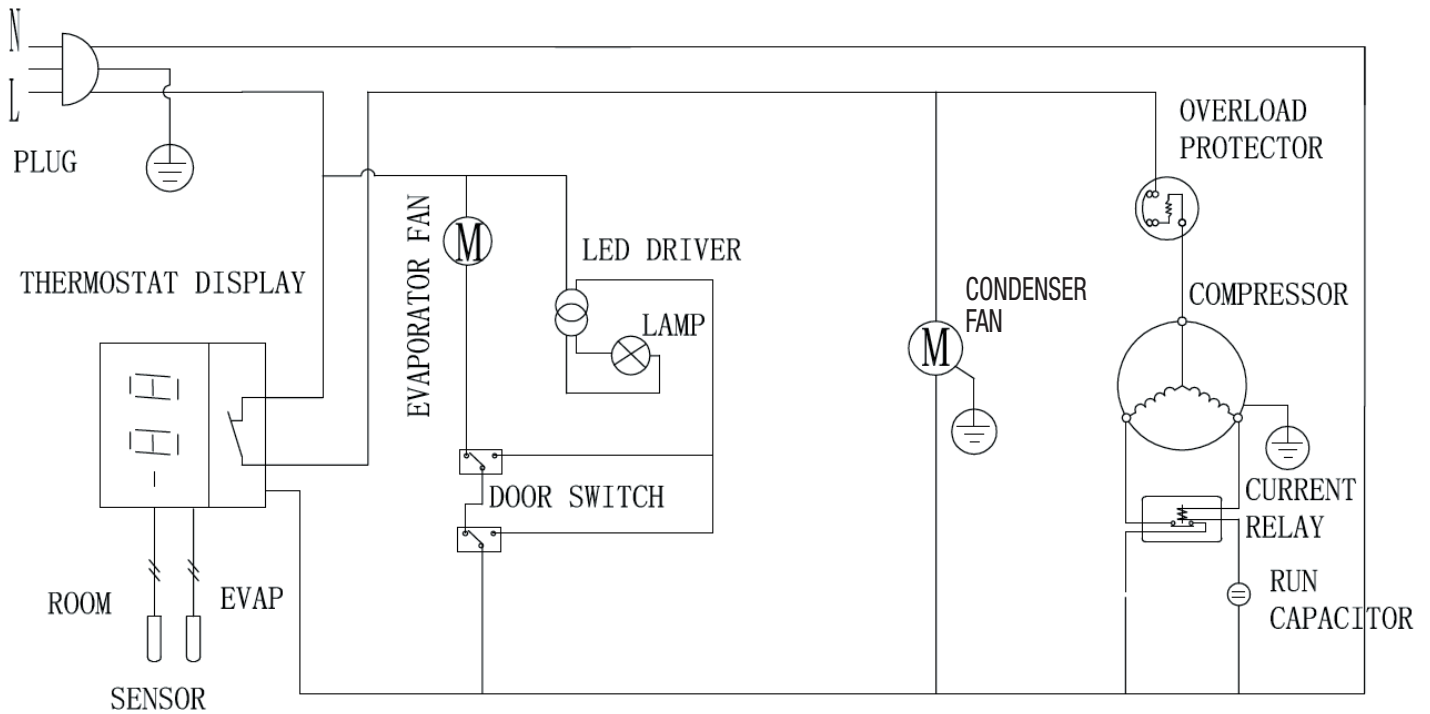 N
L
PLUG
OVERLOAD
PROTECTOR
EVAPORATOR FAN
M
LED DRIVER
THERMOSTAT DISPLAY
CONDENSER
FAN
COMPRESSOR
LAMP
M
DOOR SWITCH
CURRENT
RELAY
ROOM
EVAP
RUN
CAPACITOR
SENSOR